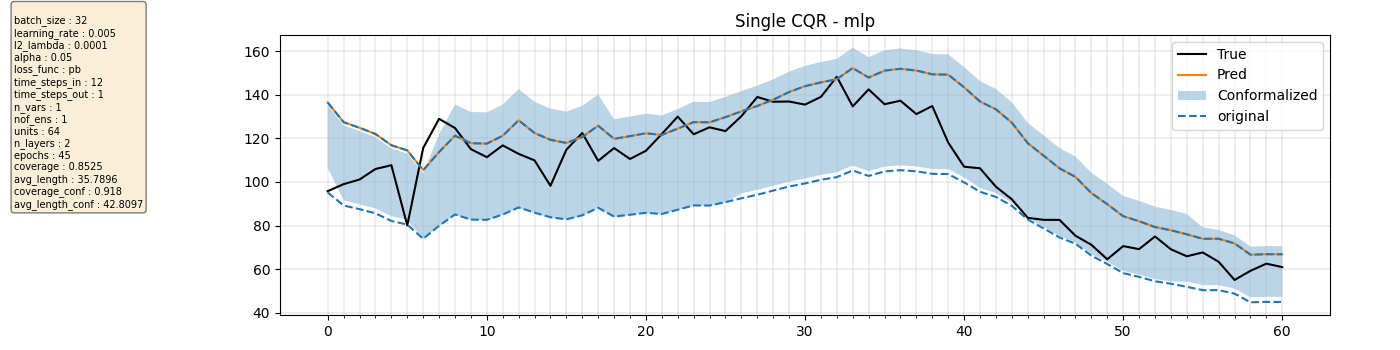 batch_size : 32
learning_rate : 0.005
l2_lambda : 0.0001
alpha : 0.05
loss_func : pb
time_steps_in : 12
time_steps_out : 1
n_vars : 1
nof_ens : 1
units : 64
n_layers : 2
epochs : 45
coverage : 0.8525
avg_length : 35.7896
coverage_conf : 0.918
avg_length_conf : 42.8097
Single CQR - mlp
160
140
120
100
80
60
40
0 10 20 30 40 50 60
True
Pred
Conformalized
original